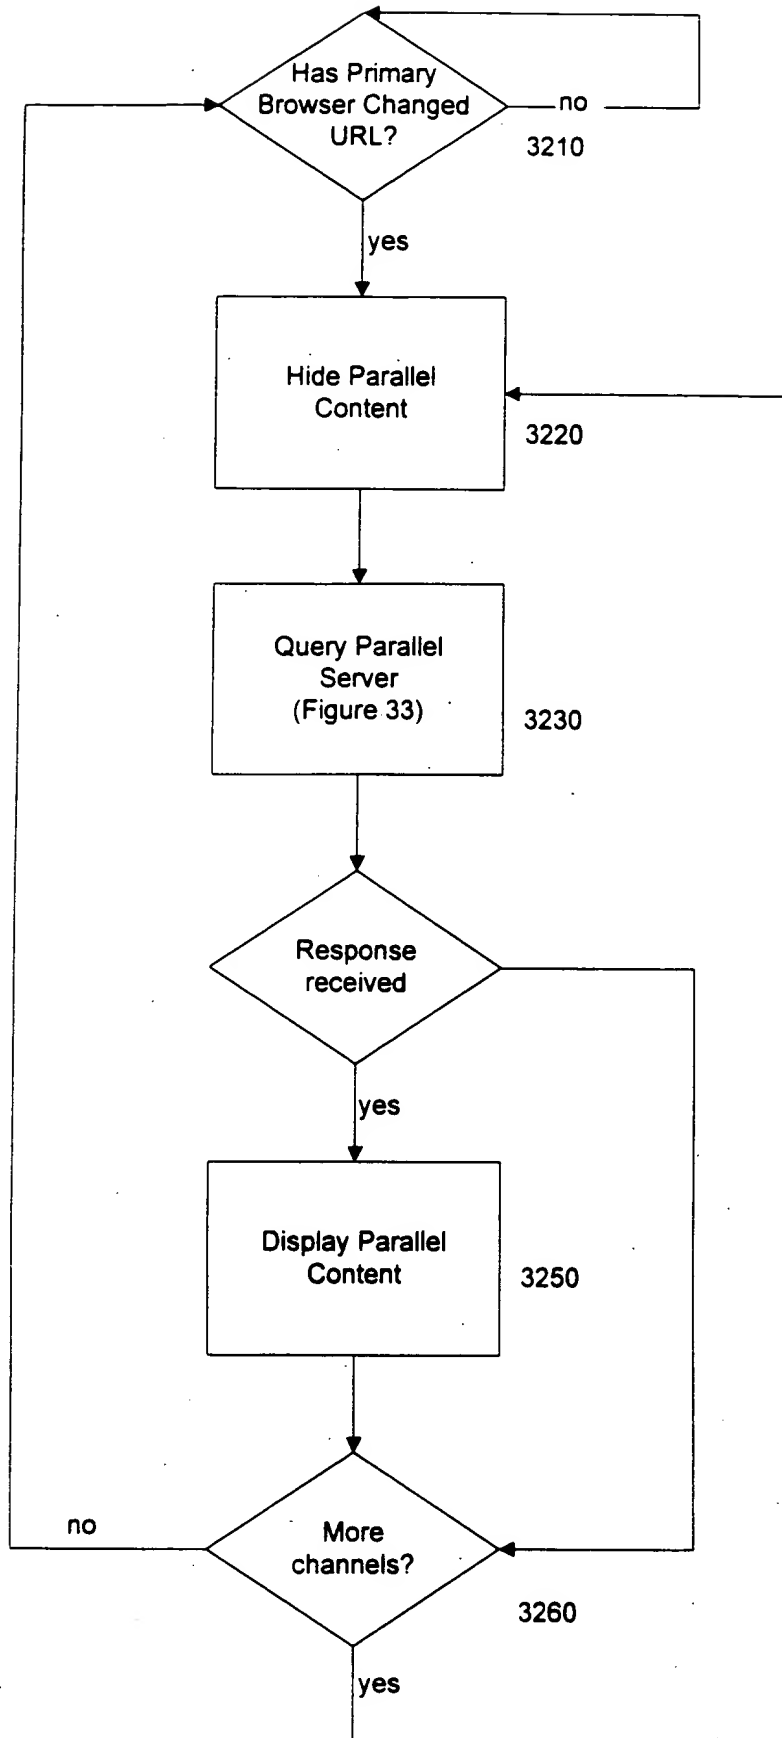 Has Primary
Browser Changed
URL?
no
3210
yes
Hide Parallel
Content
3220
Query Parallel
Server
(Figure 33)
3230
Response
received
yes
Display Parallel
Content
3250
no
More
channels?
3260
yes